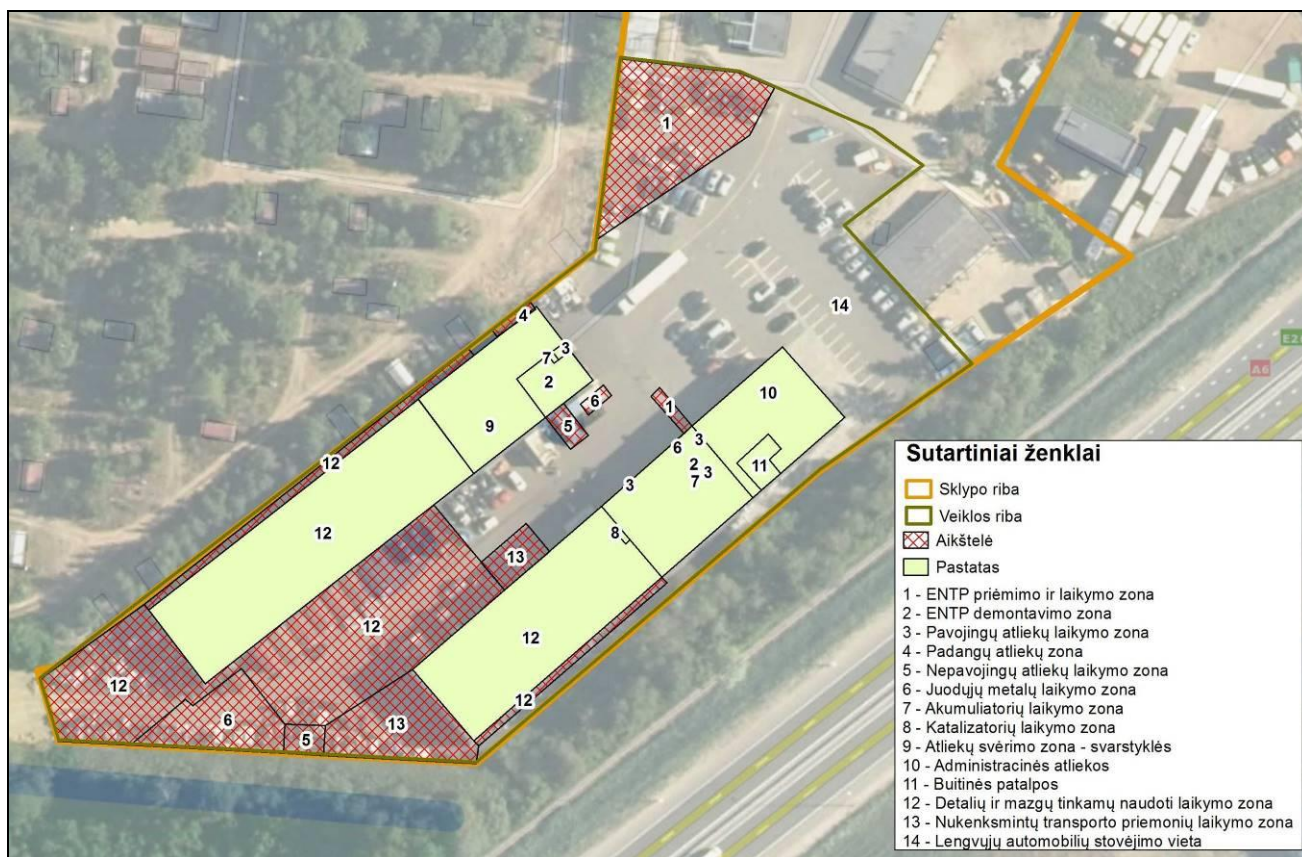 1
14
4
3
7
2
6
5
9
1
10
3
6
2
3
7
11
3
8
12
12
13
12
12
12
12
13
6
5
E28
A6
Sutartiniai ženklai
Sklypo riba
Veiklos riba
Aikštelė
Pastatas
1 - ENTP priėmimo ir laikymo zona
2 - ENTP demontavimo zona
3 - Pavojingų atliekų laikymo zona
4 - Padangų atliekų zona
5 - Nepavojingų atliekų laikymo zona
6 - Juodųjų metalų laikymo zona
7 - Akumuliatorių laikymo zona
8 - Katalizatorių laikymo zona
9 - Atliekų svėrimo zona - svarstyklės
10 - Administracinės atliekos
11 - Buitinės patalpos
12 - Detalių ir mazgų tinkamų naudoti laikymo zona
13 - Nukenksmintų transporto priemonių laikymo zona
14 - Lengvųjų automobilių stovėjimo vieta